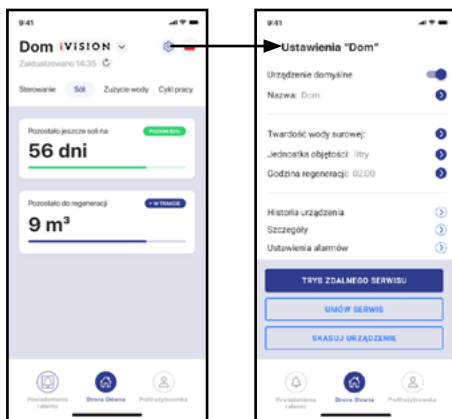 9:41
Dom iVISION
Zaktualizowano 14:35
Sterowanie Sól Zużycie wody Cykl pracy
Pozostało jeszcze soli na POZIOM 82%
56 dni
Pozostało do regeneracji W TRAKCIE
9 m³
Powiadomienia i alarmy
Strona Główna
Profil użytkownika
9:41
Ustawienia "Dom"
Urządzenie domyślne
Nazwa: Dom
Twardość wody surowej:
Jednostka objętości: litry
Godzina regeneracji: 02:00
Historia urządzenia
Szczegóły
Ustawienia alarmów
TRYB ZDALNEGO SERWISU
UMÓW SERWIS
SKASUJ URZĄDZENIE
Powiadomienia i alarmy
Strona Główna
Profil użytkownika